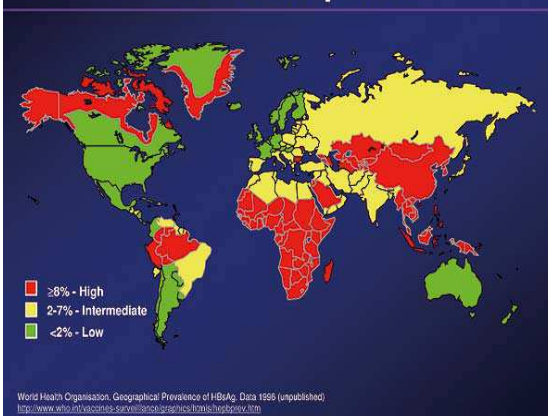 ≥8% - High
2-7% - Intermediate
<2% - Low
World Health Organisation. Geographical Prevalence of HBsAg. Data 1996 (unpublished)
http://www.who.int/vaccines-surveillance/graphics/htmls/hepbprev.htm